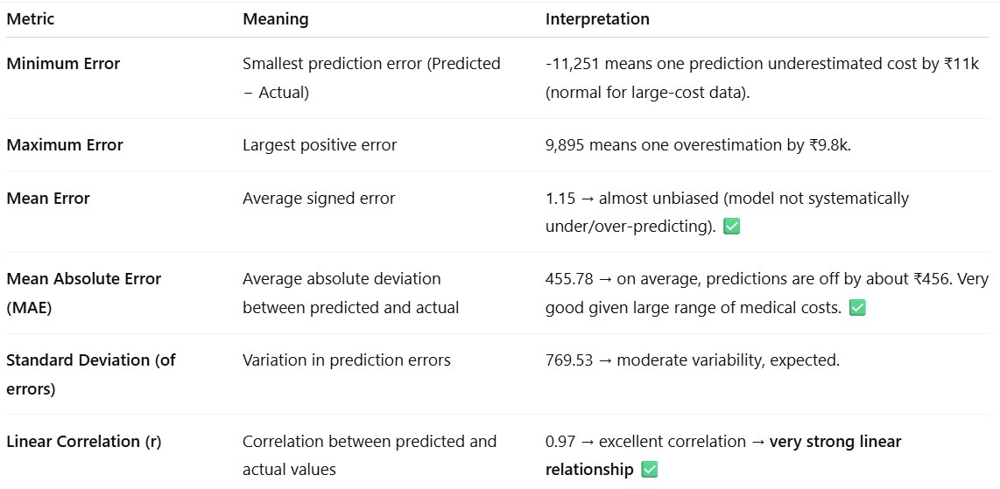 Metric Meaning Interpretation
Minimum Error Smallest prediction error (Predicted -11,251 means one prediction underestimated cost by ₹11k
– Actual) (normal for large-cost data).
Maximum Error Largest positive error 9,895 means one overestimation by ₹9.8k.
Mean Error Average signed error 1.15 → almost unbiased (model not systematically
under/over-predicting). ✅
Mean Absolute Error Average absolute deviation 455.78 → on average, predictions are off by about ₹456. Very
(MAE) between predicted and actual good given large range of medical costs. ✅
Standard Deviation (of Variation in prediction errors 769.53 → moderate variability, expected.
errors)
Linear Correlation (r) Correlation between predicted and 0.97 → excellent correlation → very strong linear
actual values relationship ✅